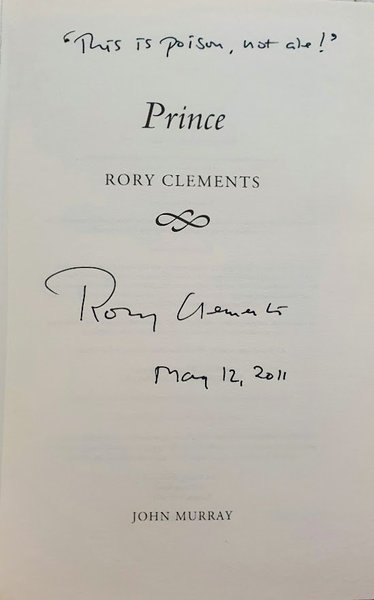 "This is poison, not ale!"
Prince
RORY CLEMENTS
Rory Clements
May 12, 2011
JOHN MURRAY